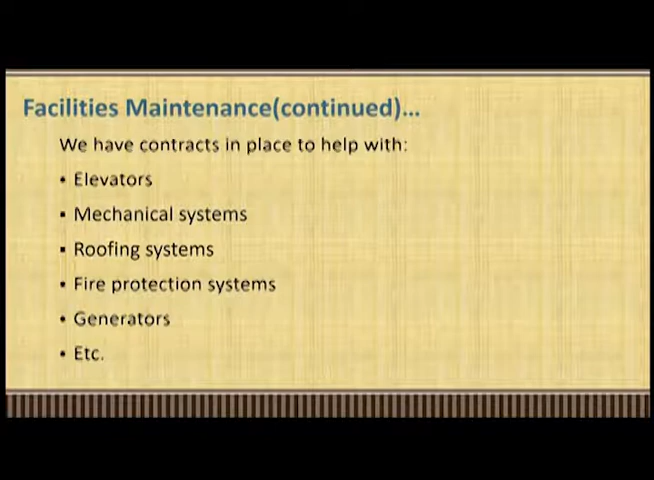 Facilities Maintenance(continued)...
We have contracts in place to help with:
• Elevators
▪ Mechanical systems
▪ Roofing systems
• Fire protection systems
• Generators
• Etc.